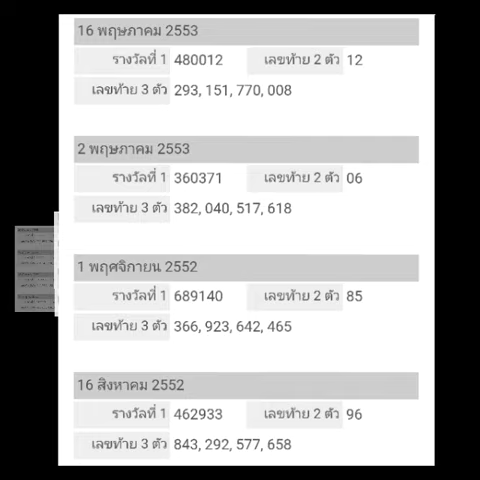 16 พฤษภาคม 2553
รางวัลที่ 1 480012 เลขท้าย 2 ตัว 12
เลขท้าย 3 ตัว 293, 151, 770, 008
2 พฤษภาคม 2553
รางวัลที่ 1 360371 เลขท้าย 2 ตัว 06
เลขท้าย 3 ตัว 382, 040, 517, 618
1 พฤศจิกายน 2552
รางวัลที่ 1 689140 เลขท้าย 2 ตัว 85
เลขท้าย 3 ตัว 366, 923, 642, 465
16 สิงหาคม 2552
รางวัลที่ 1 462933 เลขท้าย 2 ตัว 96
เลขท้าย 3 ตัว 843, 292, 577, 658